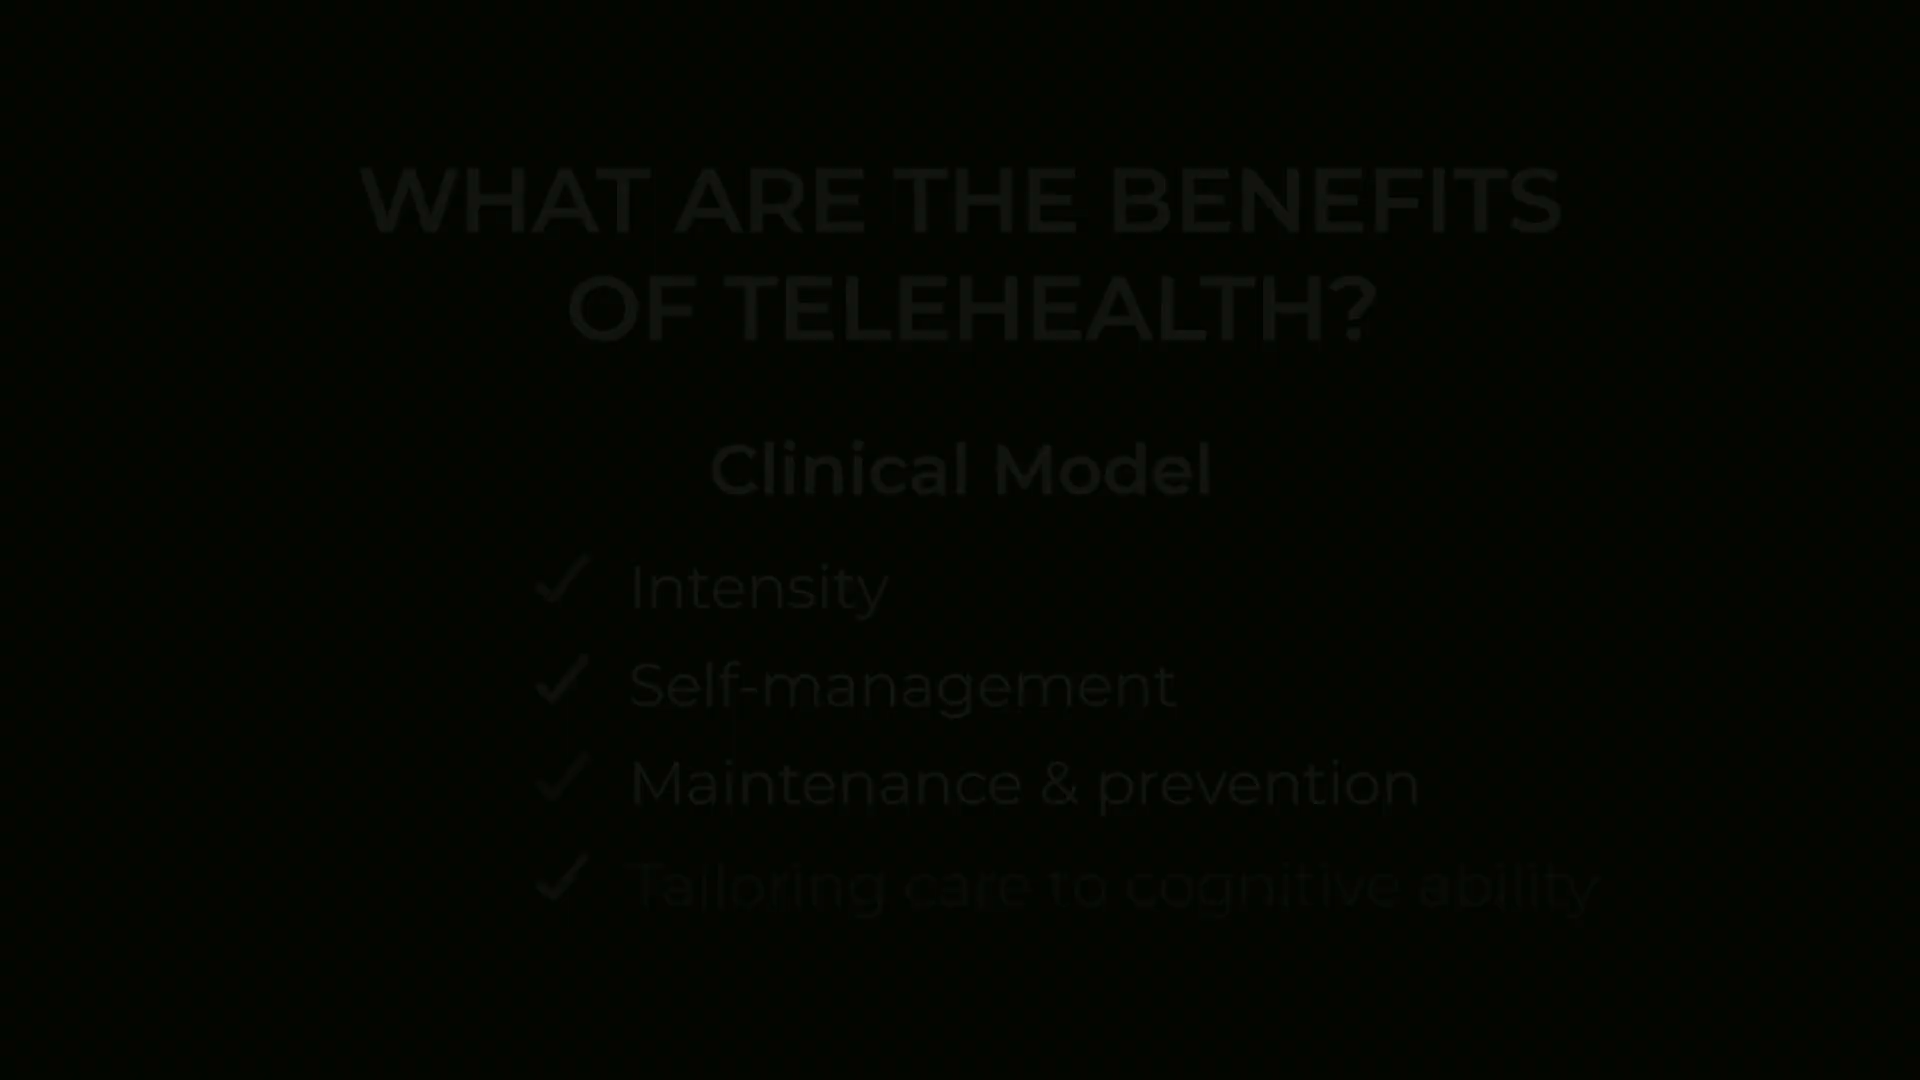 WHAT ARE THE BENEFITS
OF TELEHEALTH?
Clinical Model
Intensity
Self-management
Maintenance & prevention
Tailoring care to cognitive ability